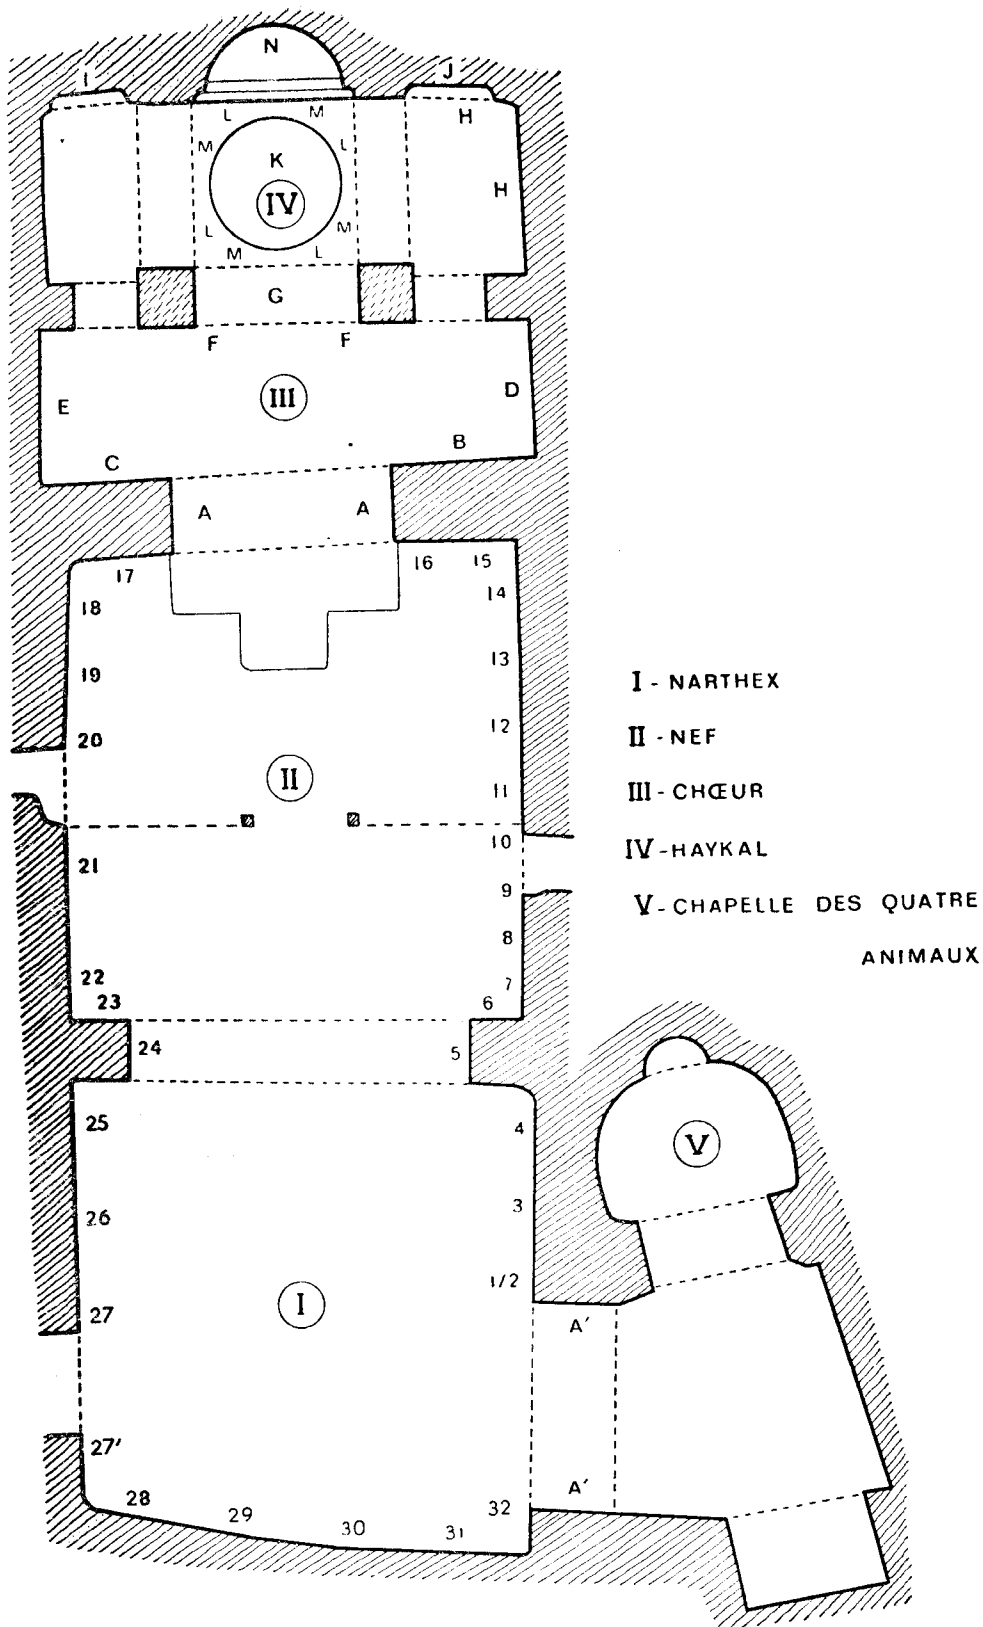 N
I
J
L
M
H
M
L
K
H
IV
L
M
M
L
G
F
F
III
E
D
C
B
A
A
17
16
15
18
14
19
13
20
12
II
11
10
21
9
8
22
7
23
6
24
5
25
4
26
3
1/2
I
27
27'
28
29
30
31
32
A'
A'
V
I - NARTHEX
II - NEF
III - CHŒUR
IV - HAYKAL
V - CHAPELLE DES QUATRE
ANIMAUX